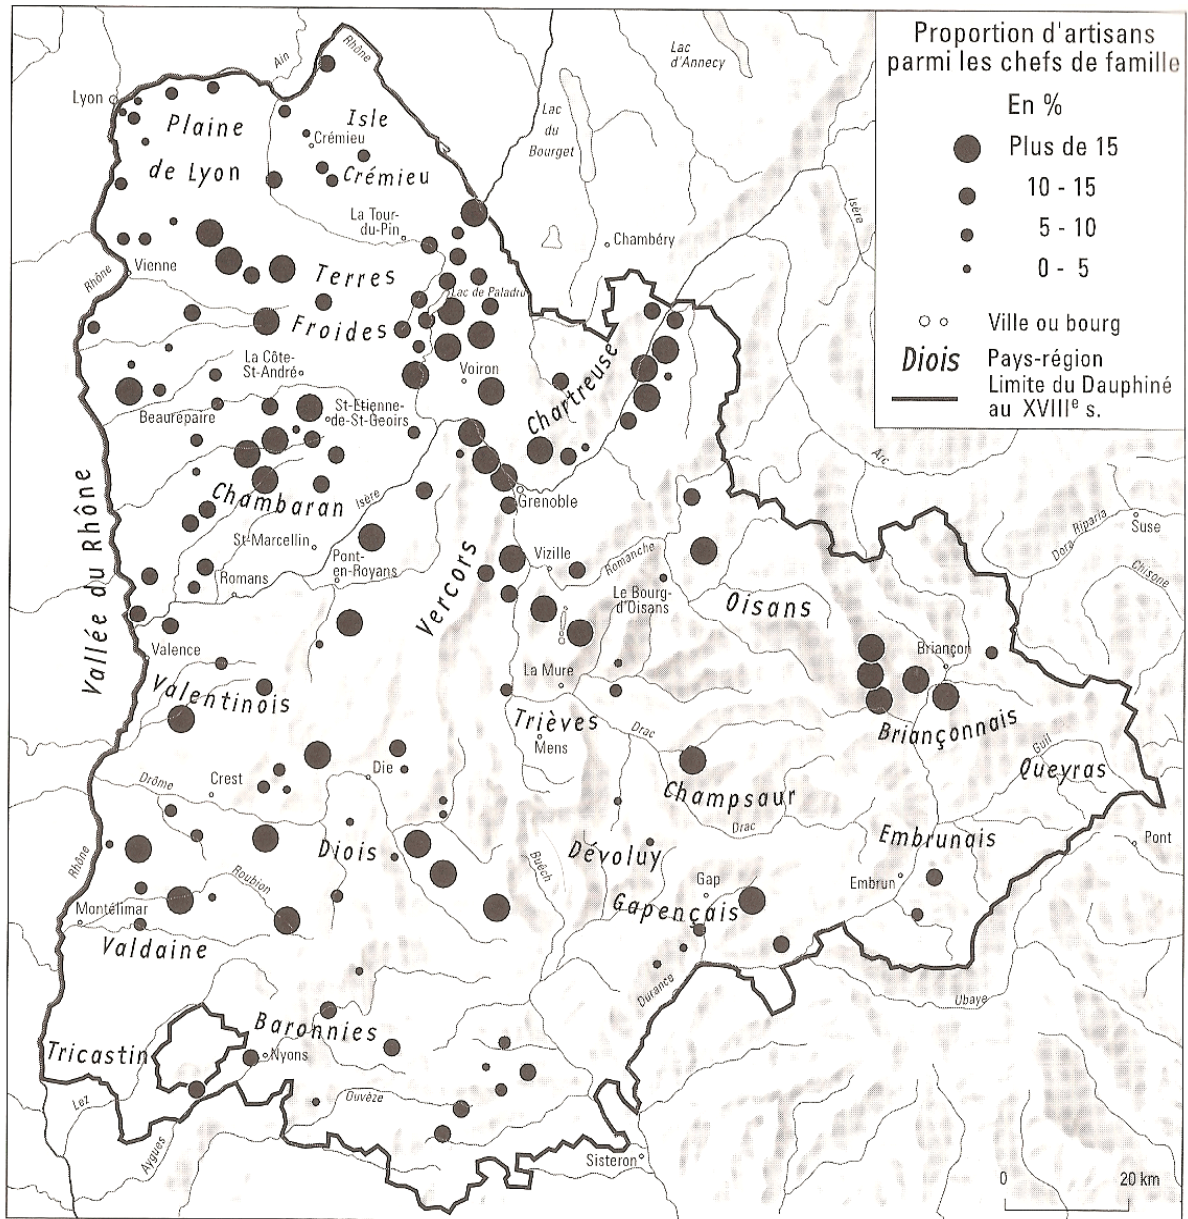 Proportion d'artisans
parmi les chefs de famille
En %
Plus de 15
10 - 15
5 - 10
0 - 5
Ville ou bourg
Diois
Pays-région
Limite du Dauphiné
au XVIIIe s.
Lac
d'Annecy
Rhône
Ain
Lac
du
Bourget
Lyon
Isle
Crémieu
Crémieu
Plaine
de Lyon
La Tour-
du-Pin
Chambéry
Isère
Vienne
Rhône
Terres
Froides
Lac de Paladru
La Côte-
St-André
Voiron
Chartreuse
Beaurepaire
St-Etienne-
de-St-Geoirs
Arc
Vallée du Rhône
Chambaran
Isère
Grenoble
St-Marcellin
Pont-
en-Royans
Romans
Vercors
Vizille
Romanche
Le Bourg-
d'Oisans
Oisans
Dora Riparia
Suse
Chisone
Valence
Valentinois
La Mure
Briançon
Briançonnais
Trièves
Mens
Drac
Guil
Queyras
Drôme
Crest
Die
Champsaur
Drac
Embrunais
Pont
Diois
Dévoluy
Buëch
Rhône
Roubion
Gap
Gapençais
Embrun
Montélimar
Valdaine
Durance
Ubaye
Baronnies
Tricastin
Nyons
Lez
Ouvèze
Aygues
Sisteron
0
20 km